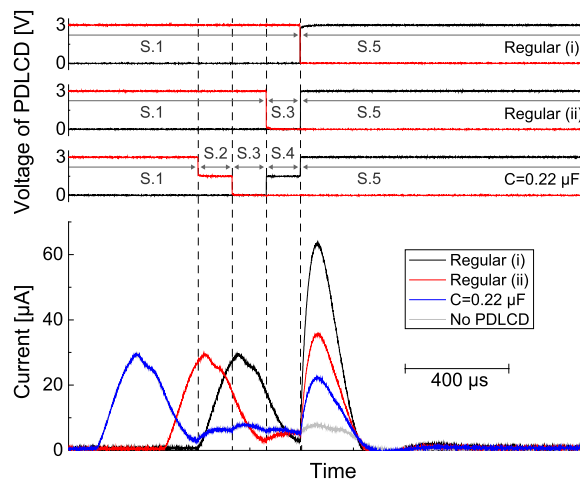 Voltage of PDLCD [V]
3
S.1
S.5
0
Regular (i)
3
S.1
S.3
S.5
0
Regular (ii)
3
S.2
S.3
S.4
S.1
S.5
0
C=0.22 µF
Current [µA]
60
40
20
0
Regular (i)
Regular (ii)
C=0.22 µF
No PDLCD
400 µs
Time